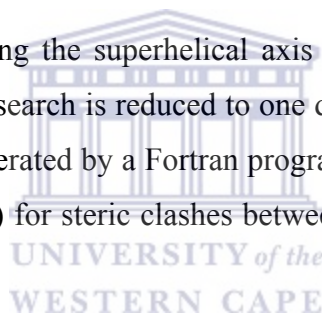 ng the superhelical axis
search is reduced to one
erated by a Fortran progra
) for steric clashes between
UNIVERSITY of the
WESTERN CAPE